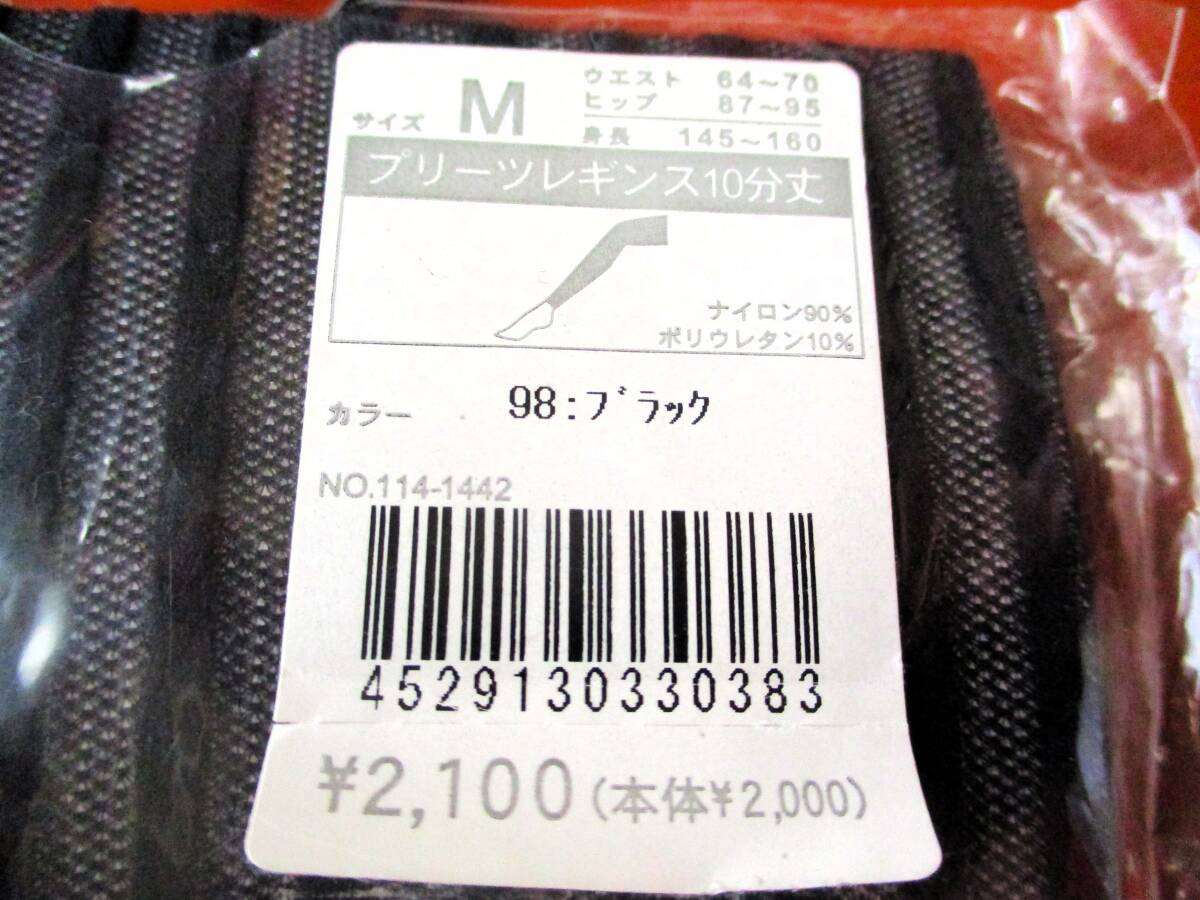 サイズ M
ウエスト 64～70
ヒップ 87～95
身長 145～160
プリーツレギンス10分丈
ナイロン90%
ポリウレタン10%
カラー 98:ﾌﾞﾗｯｸ
NO.114-1442
4529130330383
¥2,100(本体¥2,000)